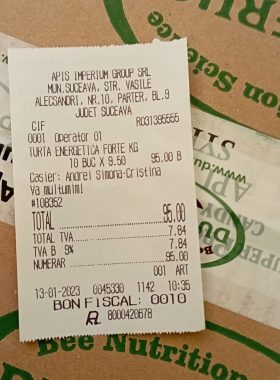 APIS IMPERIUM GROUP SRL
MUN.SUCEAVA, STR. VASILE
ALECSANDRI, NR.10, PARTER, BL.9
JUDET SUCEAVA
CIF RO31395555
0001 Operator 01
TURTA ENERGETICA FORTE KG
10 BUC X 9.50 95.00 B
Casier: Andrei Simona-Cristina
Va multumim!
#108352
TOTAL 95.00
TOTAL TVA 7.84
TVA B 9% 7.84
NUMERAR 95.00
001 ART
13-01-2023 0045330 1142 10:35
BON FISCAL: 0010
8000420678
Bee Nutrition
on Science